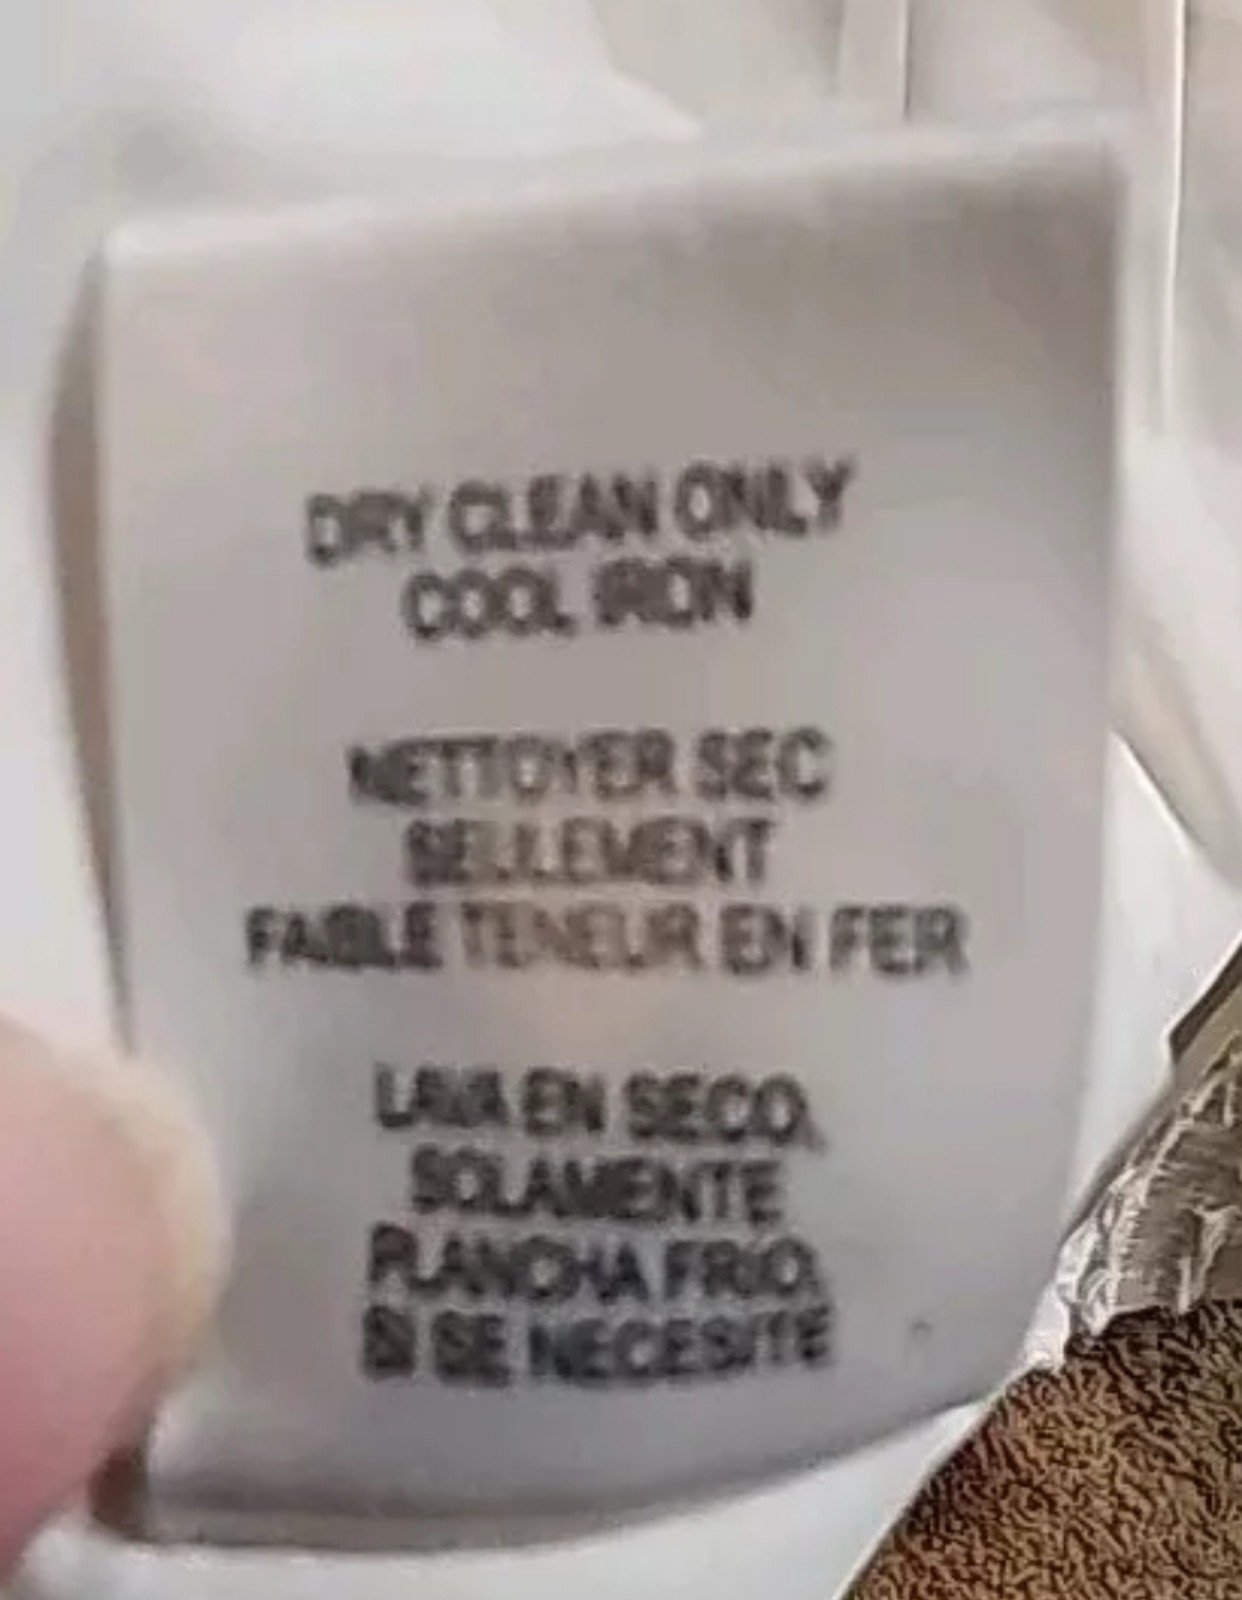 DRY CLEAN ONLY
COOL IRON
NETTOYER SEC
SEULEMENT
FAIBLE TENEUR EN FER
LAVA EN SECO,
SOLAMENTE
PLANCHA FRIO,
SI SE NECESITE